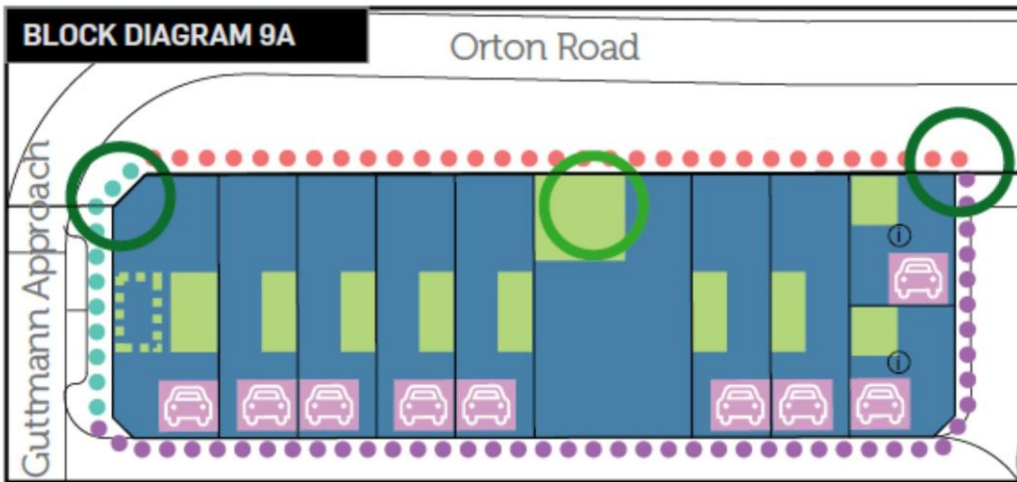 BLOCK DIAGRAM 9A
Orton Road
Guttmann Approach
i
i